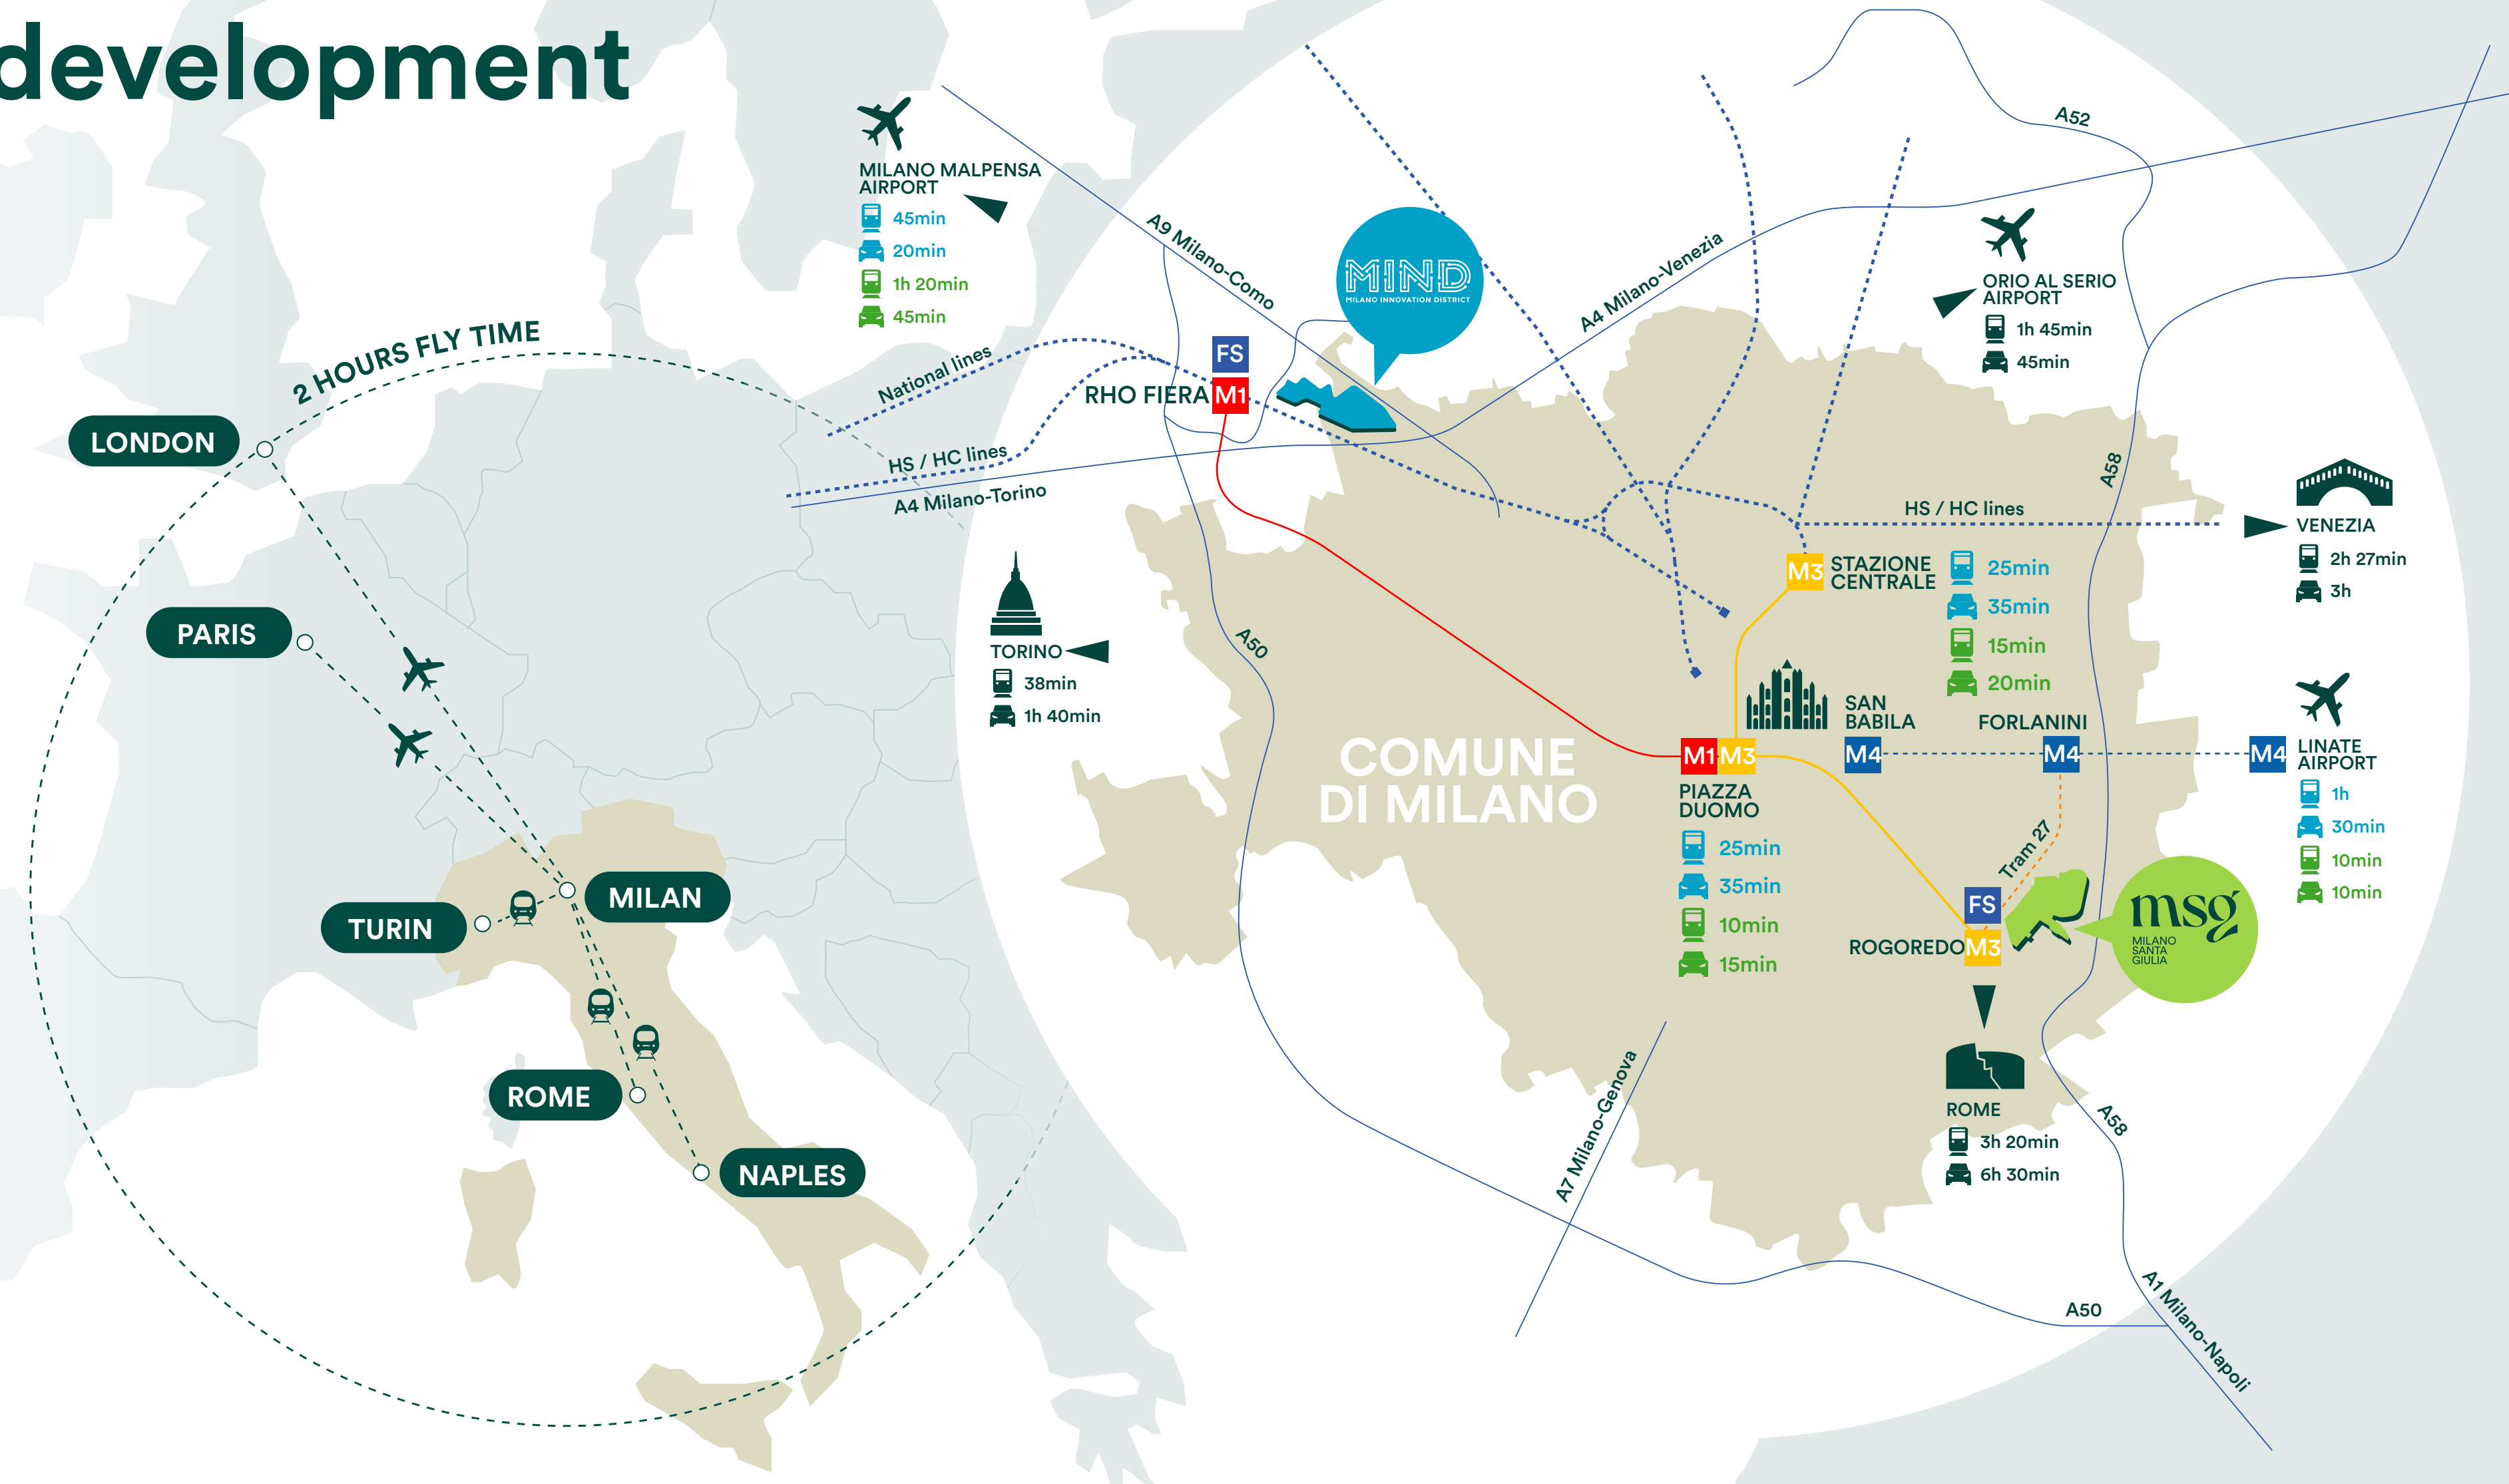 development
2 HOURS FLY TIME
LONDON
PARIS
TURIN
MILAN
ROME
NAPLES
MILANO MALPENSA
AIRPORT
45min
20min
1h 20min
45min
A9 Milano-Como
MIND
MILANO INNOVATION DISTRICT
A4 Milano-Venezia
A52
ORIO AL SERIO
AIRPORT
1h 45min
45min
National lines
FS
RHO FIERA
M1
HS / HC lines
A4 Milano-Torino
A58
HS / HC lines
VENEZIA
2h 27min
3h
TORINO
38min
1h 40min
A50
M3
STAZIONE
CENTRALE
25min
35min
15min
20min
COMUNE
DI MILANO
M1
M3
PIAZZA
DUOMO
25min
35min
10min
15min
SAN
BABILA
M4
FORLANINI
M4
M4
LINATE
AIRPORT
1h
30min
10min
10min
Tram 27
FS
ROGOREDO
M3
msg
MILANO
SANTA
GIULIA
ROME
3h 20min
6h 30min
A7 Milano-Genova
A58
A50
A1 Milano-Napoli